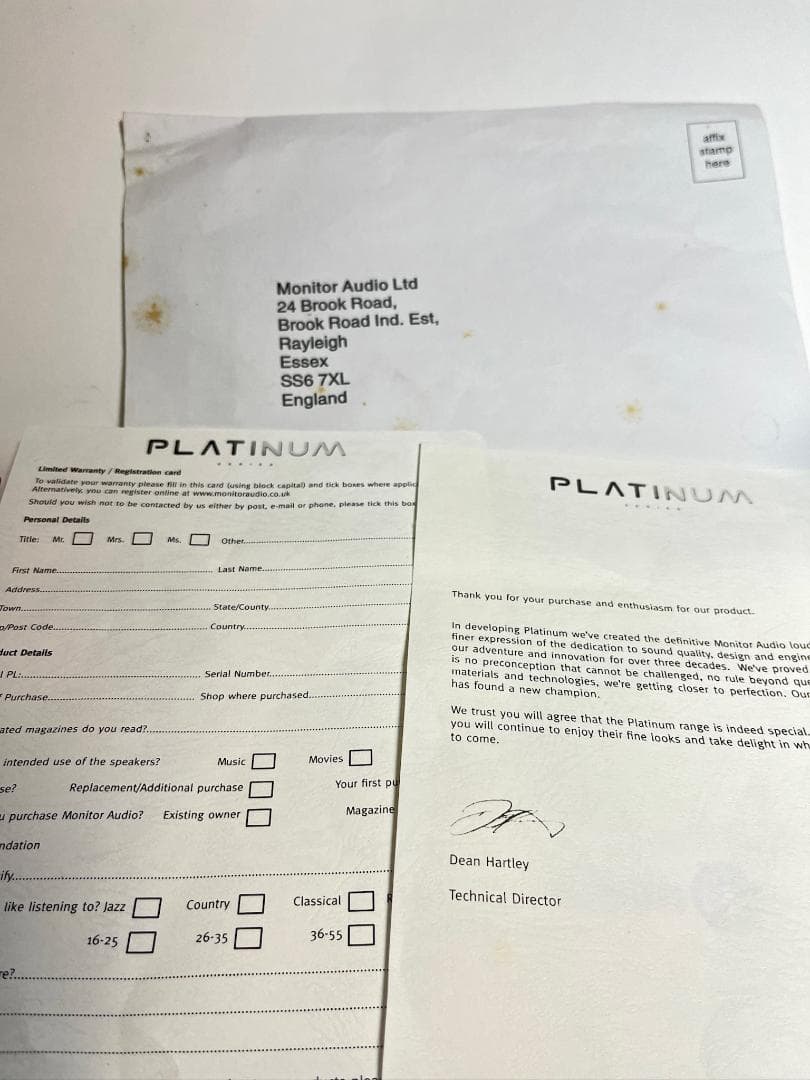 affix
stamp
here
Monitor Audio Ltd
24 Brook Road,
Brook Road Ind. Est,
Rayleigh
Essex
SS6 7XL
England
PLATINUM
SERIES
Limited Warranty / Registration card
To validate your warranty please fill in this card (using block capital) and tick boxes where applic
Alternatively, you can register online at www.monitoraudio.co.uk
Should you wish not to be contacted by us either by post, e-mail or phone, please tick this box
Personal Details
Title: Mr. Mrs. Ms. Other
First Name Last Name
Address
Town State/County
p/Post Code Country
duct Details
l PL: Serial Number
Purchase Shop where purchased
ated magazines do you read?
intended use of the speakers? Music Movies
se? Replacement/Additional purchase Your first pu
u purchase Monitor Audio? Existing owner Magazine
ndation
ify
like listening to? Jazz Country Classical R
16-25 26-35 36-55
re?
PLATINUM
SERIES
Thank you for your purchase and enthusiasm for our product.
In developing Platinum we've created the definitive Monitor Audio loud
finer expression of the dedication to sound quality, design and engine
our adventure and innovation for over three decades. We've proved
is no preconception that cannot be challenged, no rule beyond que
materials and technologies, we're getting closer to perfection. Our
has found a new champion.
We trust you will agree that the Platinum range is indeed special.
you will continue to enjoy their fine looks and take delight in wh
to come.
Dean Hartley
Technical Director